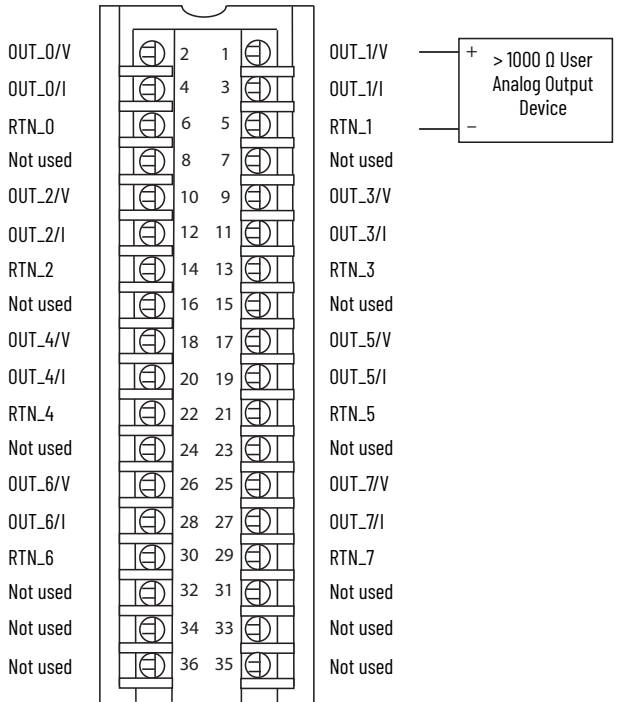 OUT_0/V 2 1 OUT_1/V
OUT_0/I 4 3 OUT_1/I
RTN_0 6 5 RTN_1
Not used 8 7 Not used
OUT_2/V 10 9 OUT_3/V
OUT_2/I 12 11 OUT_3/I
RTN_2 14 13 RTN_3
Not used 16 15 Not used
OUT_4/V 18 17 OUT_5/V
OUT_4/I 20 19 OUT_5/I
RTN_4 22 21 RTN_5
Not used 24 23 Not used
OUT_6/V 26 25 OUT_7/V
OUT_6/I 28 27 OUT_7/I
RTN_6 30 29 RTN_7
Not used 32 31 Not used
Not used 34 33 Not used
Not used 36 35 Not used
+
> 1000 Ω User
Analog Output
Device
–